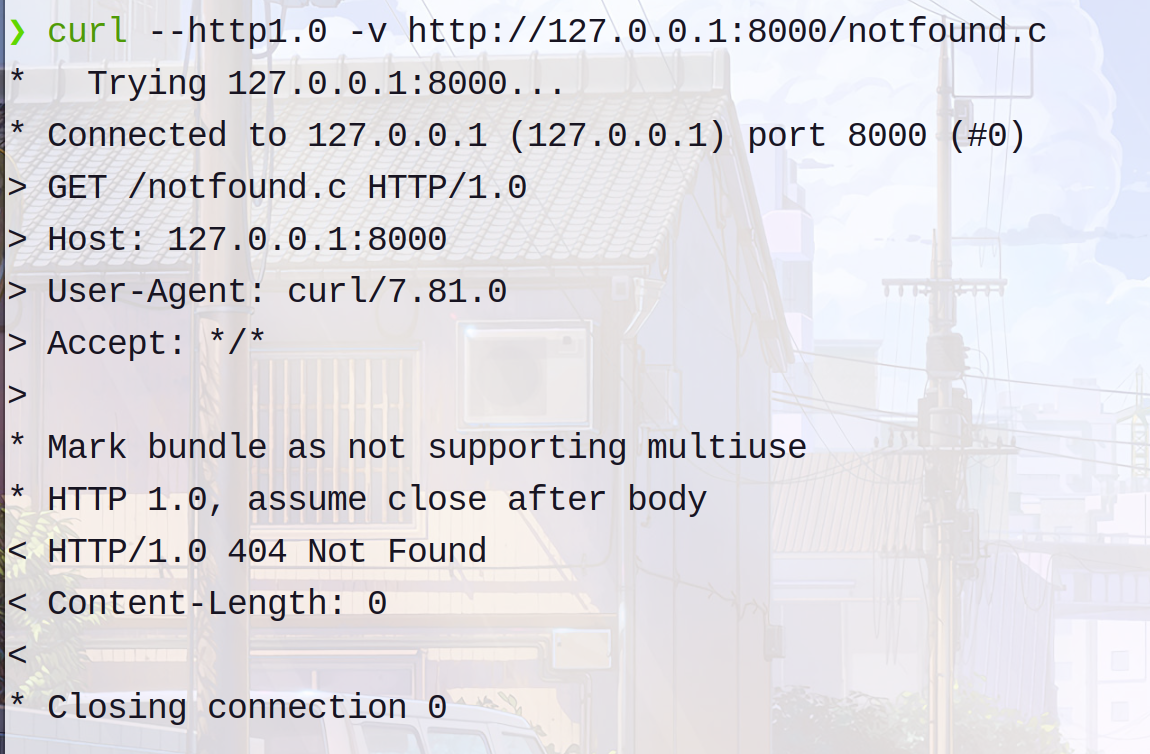 ❯ curl --http1.0 -v http://127.0.0.1:8000/notfound.c
*   Trying 127.0.0.1:8000...
* Connected to 127.0.0.1 (127.0.0.1) port 8000 (#0)
> GET /notfound.c HTTP/1.0
> Host: 127.0.0.1:8000
> User-Agent: curl/7.81.0
> Accept: */*
>
* Mark bundle as not supporting multiuse
* HTTP 1.0, assume close after body
< HTTP/1.0 404 Not Found
< Content-Length: 0
<
* Closing connection 0